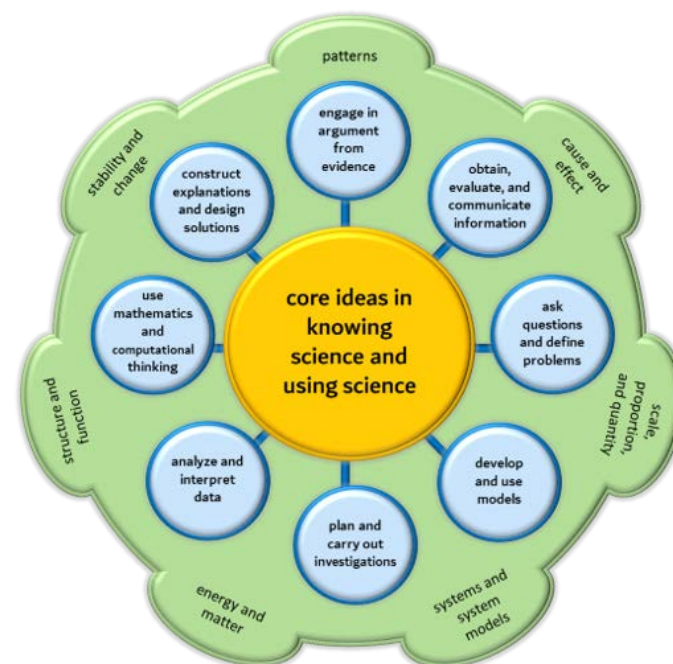 patterns
engage in
argument
from
evidence
obtain,
evaluate, and
communicate
information
cause and
effect
ask
questions
and define
problems
scale,
proportion,
and quantity
develop
and use
models
systems and
system
models
plan and
carry out
investigations
energy and
matter
analyze and
interpret
data
structure and
function
use
mathematics
and
computational
thinking
stability and
change
construct
explanations
and design
solutions
core ideas in
knowing
science and
using science